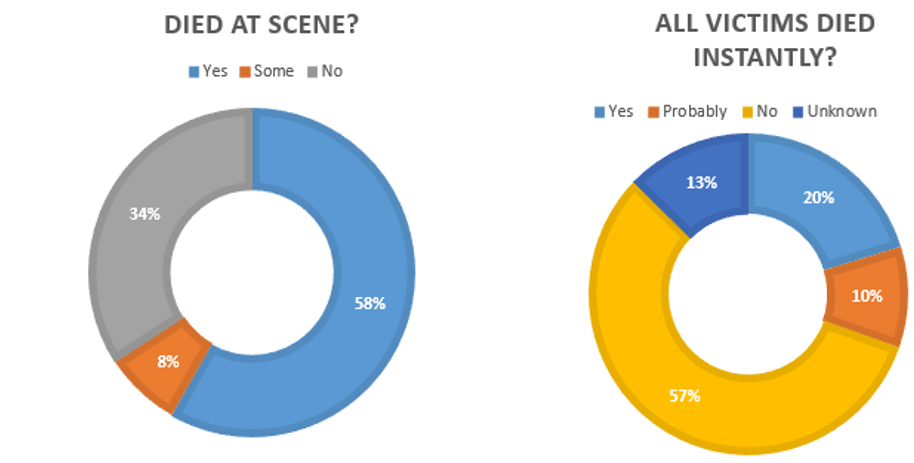 DIED AT SCENE?
Yes Some No
34%
58%
8%
ALL VICTIMS DIED
INSTANTLY?
Yes Probably No Unknown
13%
20%
10%
57%